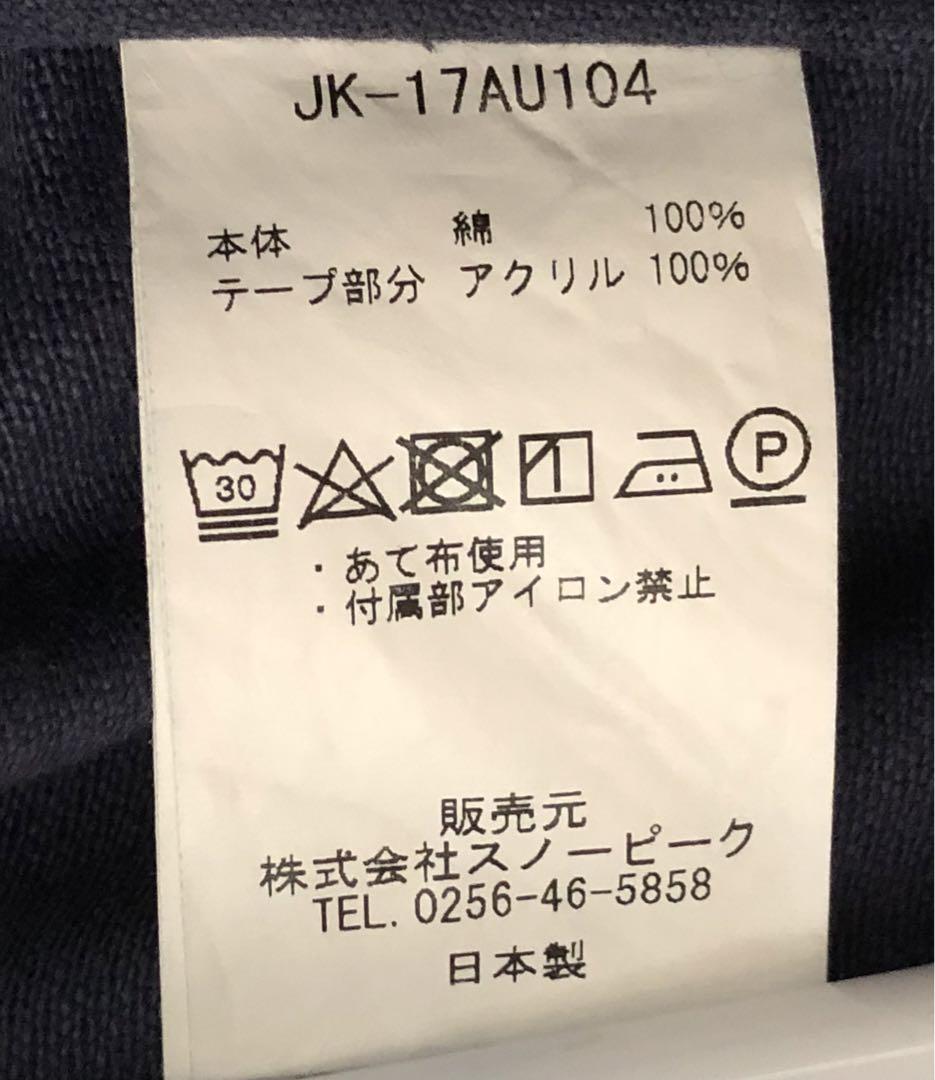 JK-17AU104
本体 綿 100%
テープ部分 アクリル 100%
30 P
・あて布使用
・付属部アイロン禁止
販売元
株式会社スノーピーク
TEL. 0256-46-5858
日本製